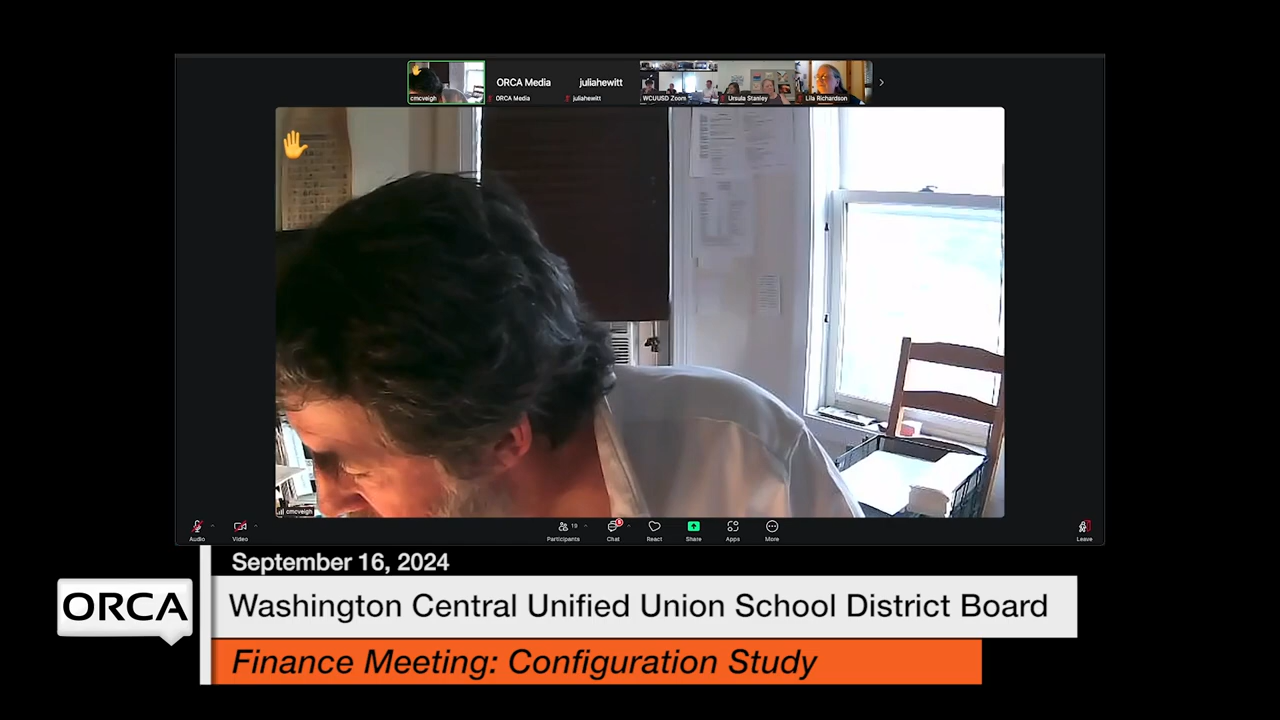 ORCA Media
juliahewitt
cmcveigh
ORCA Media
juliahewitt
WCUUSD Zoom
Ursula Stanley
Lila Richardson
cmcveigh
Audio
Video
19
Participants
Chat
React
Share
Apps
More
Leave
September 16, 2024
ORCA
Washington Central Unified Union School District Board
Finance Meeting: Configuration Study